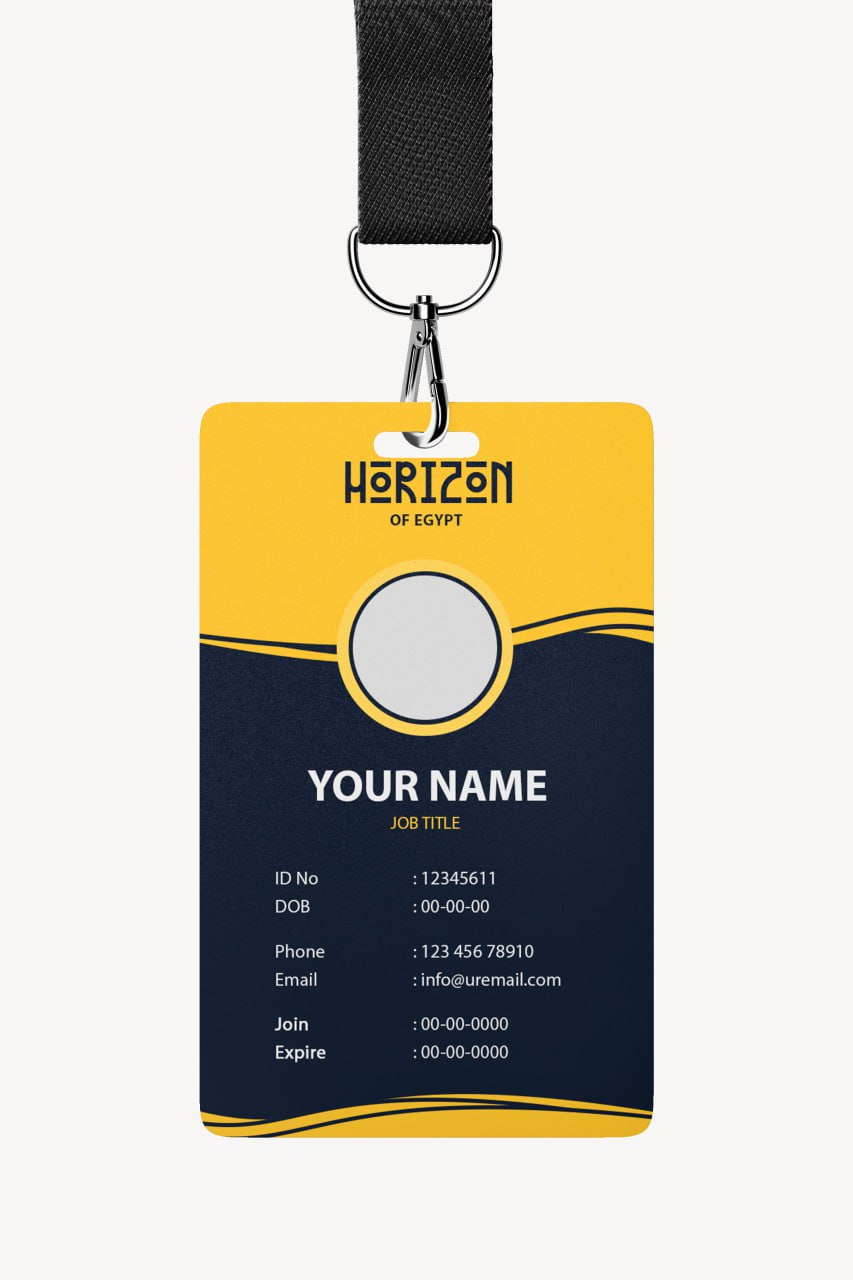 HORIZON
OF EGYPT
YOUR NAME
JOB TITLE
ID No : 12345611
DOB : 00-00-00
Phone : 123 456 78910
Email : info@uremail.com
Join : 00-00-0000
Expire : 00-00-0000